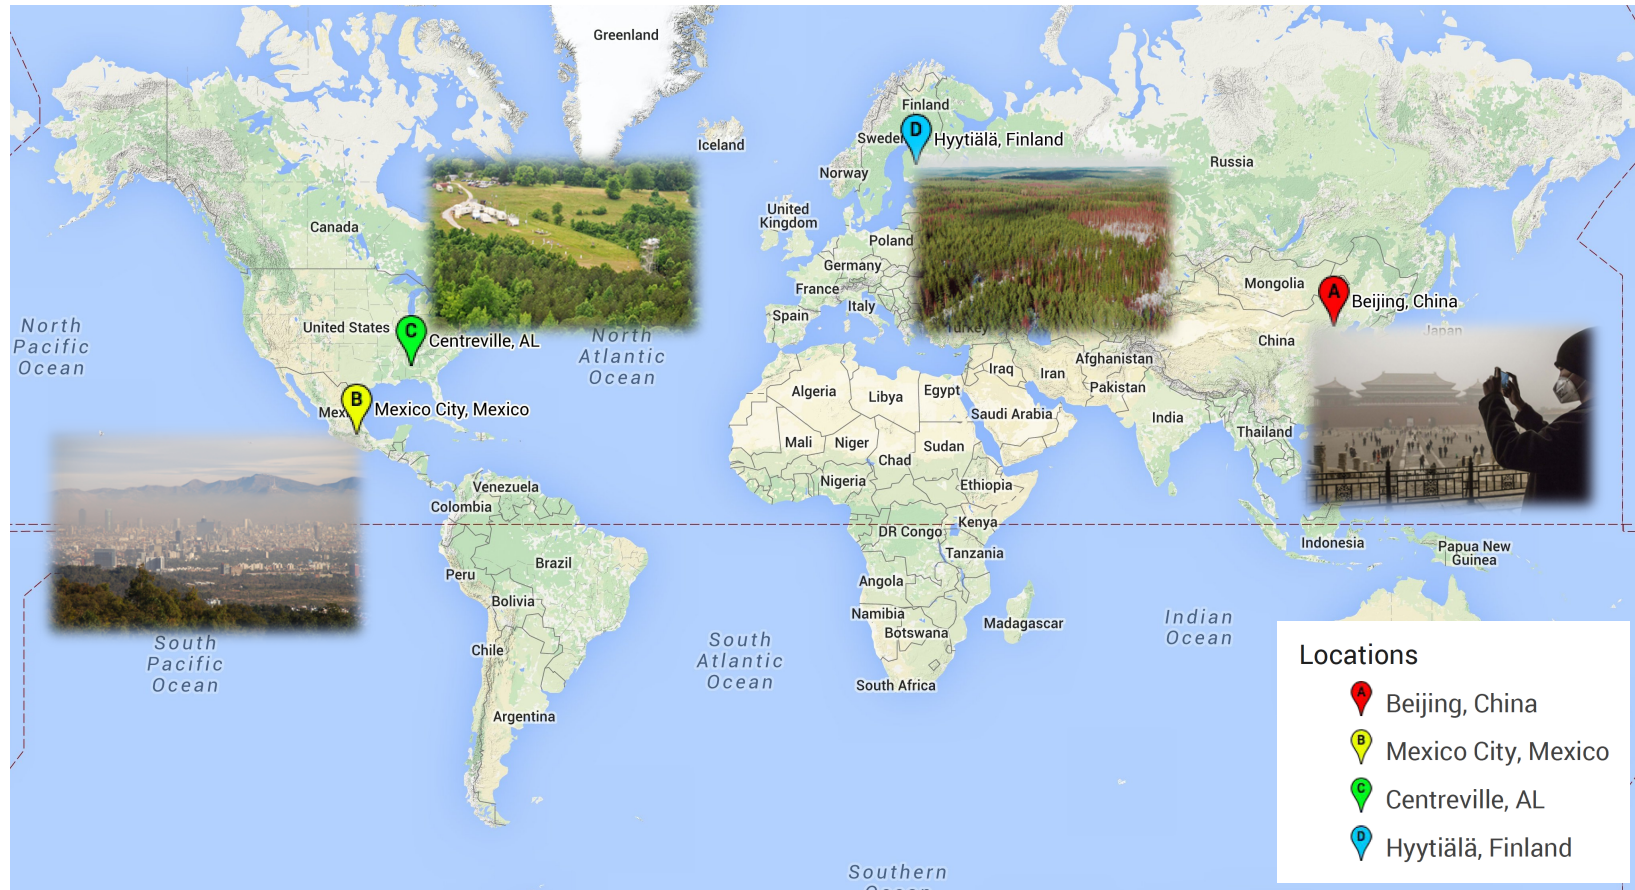 Greenland
Iceland
Finland
D
Sweden
Hyytiälä, Finland
Norway
Russia
United
Kingdom
Canada
Poland
Germany
France
Italy
Spain
Turkey
Mongolia
A
Beijing, China
Japan
China
North
Pacific
Ocean
United States
C
Centreville, AL
North
Atlantic
Ocean
B
Mexico City, Mexico
Afghanistan
Iraq
Iran
Pakistan
Algeria
Libya
Egypt
Saudi Arabia
India
Thailand
Mali
Niger
Chad
Sudan
Nigeria
Ethiopia
Venezuela
Colombia
DR Congo
Kenya
Tanzania
Indonesia
Papua New
Guinea
Brazil
Peru
Bolivia
Angola
Namibia
Botswana
Madagascar
South Africa
Chile
Argentina
South
Pacific
Ocean
South
Atlantic
Ocean
Indian
Ocean
Southern
Ocean
Locations
A Beijing, China
B Mexico City, Mexico
C Centreville, AL
D Hyytiälä, Finland